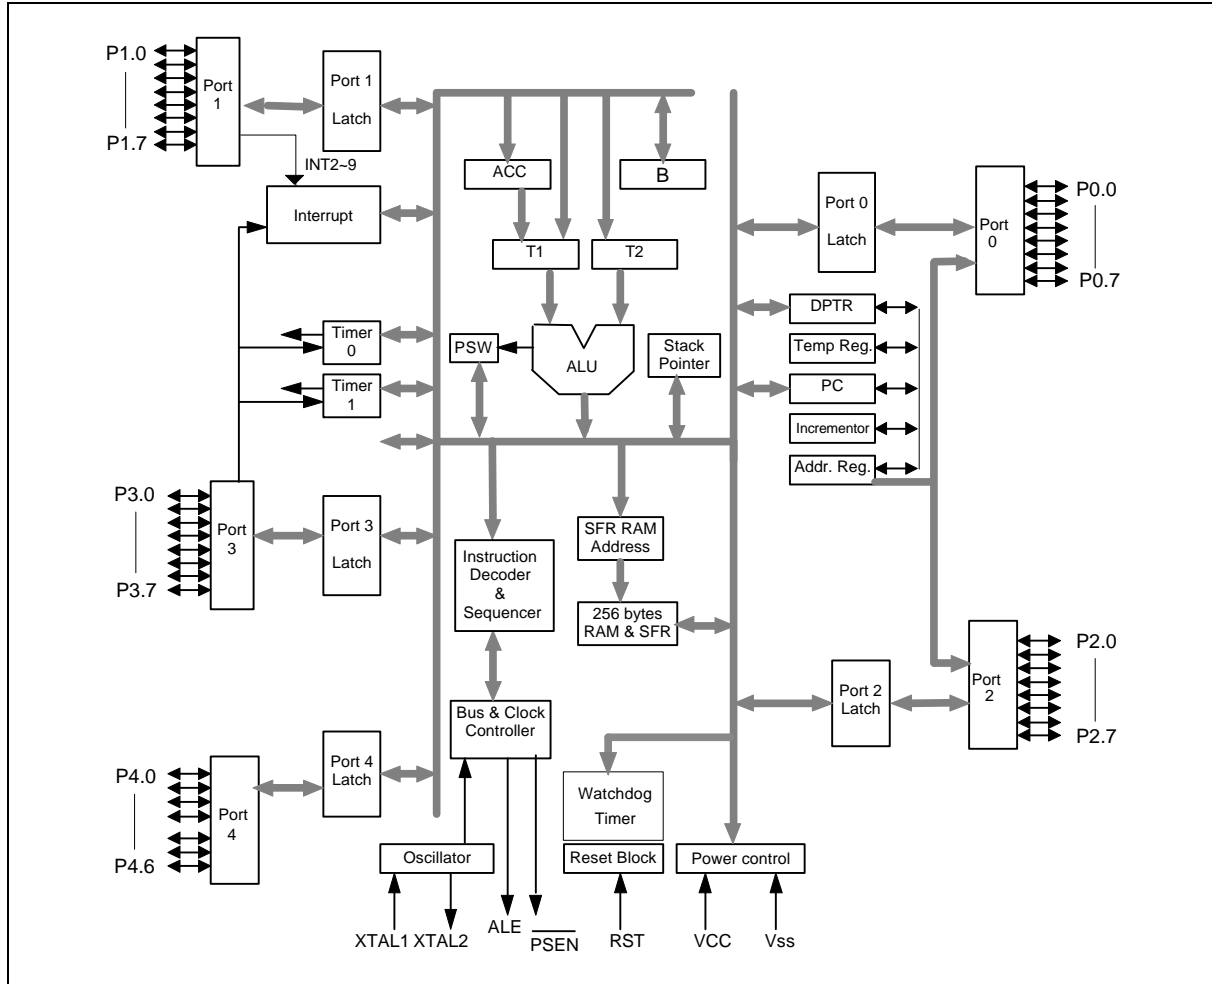 P1.0
P1.7
Port
1
Port 1
Latch
INT2~9
Interrupt
ACC
B
T1
T2
Timer
0
Timer
1
PSW
ALU
Stack
Pointer
Port 0
Latch
Port
0
P0.0
P0.7
DPTR
Temp Reg.
PC
Incrementor
Addr. Reg.
P3.0
P3.7
Port
3
Port 3
Latch
Instruction
Decoder
&
Sequencer
SFR RAM
Address
256 bytes
RAM & SFR
Port 2
Latch
Port
2
P2.0
P2.7
Bus & Clock
Controller
P4.0
P4.6
Port
4
Port 4
Latch
Watchdog
Timer
Oscillator
Reset Block
Power control
XTAL1
XTAL2
ALE
PSEN
RST
VCC
Vss